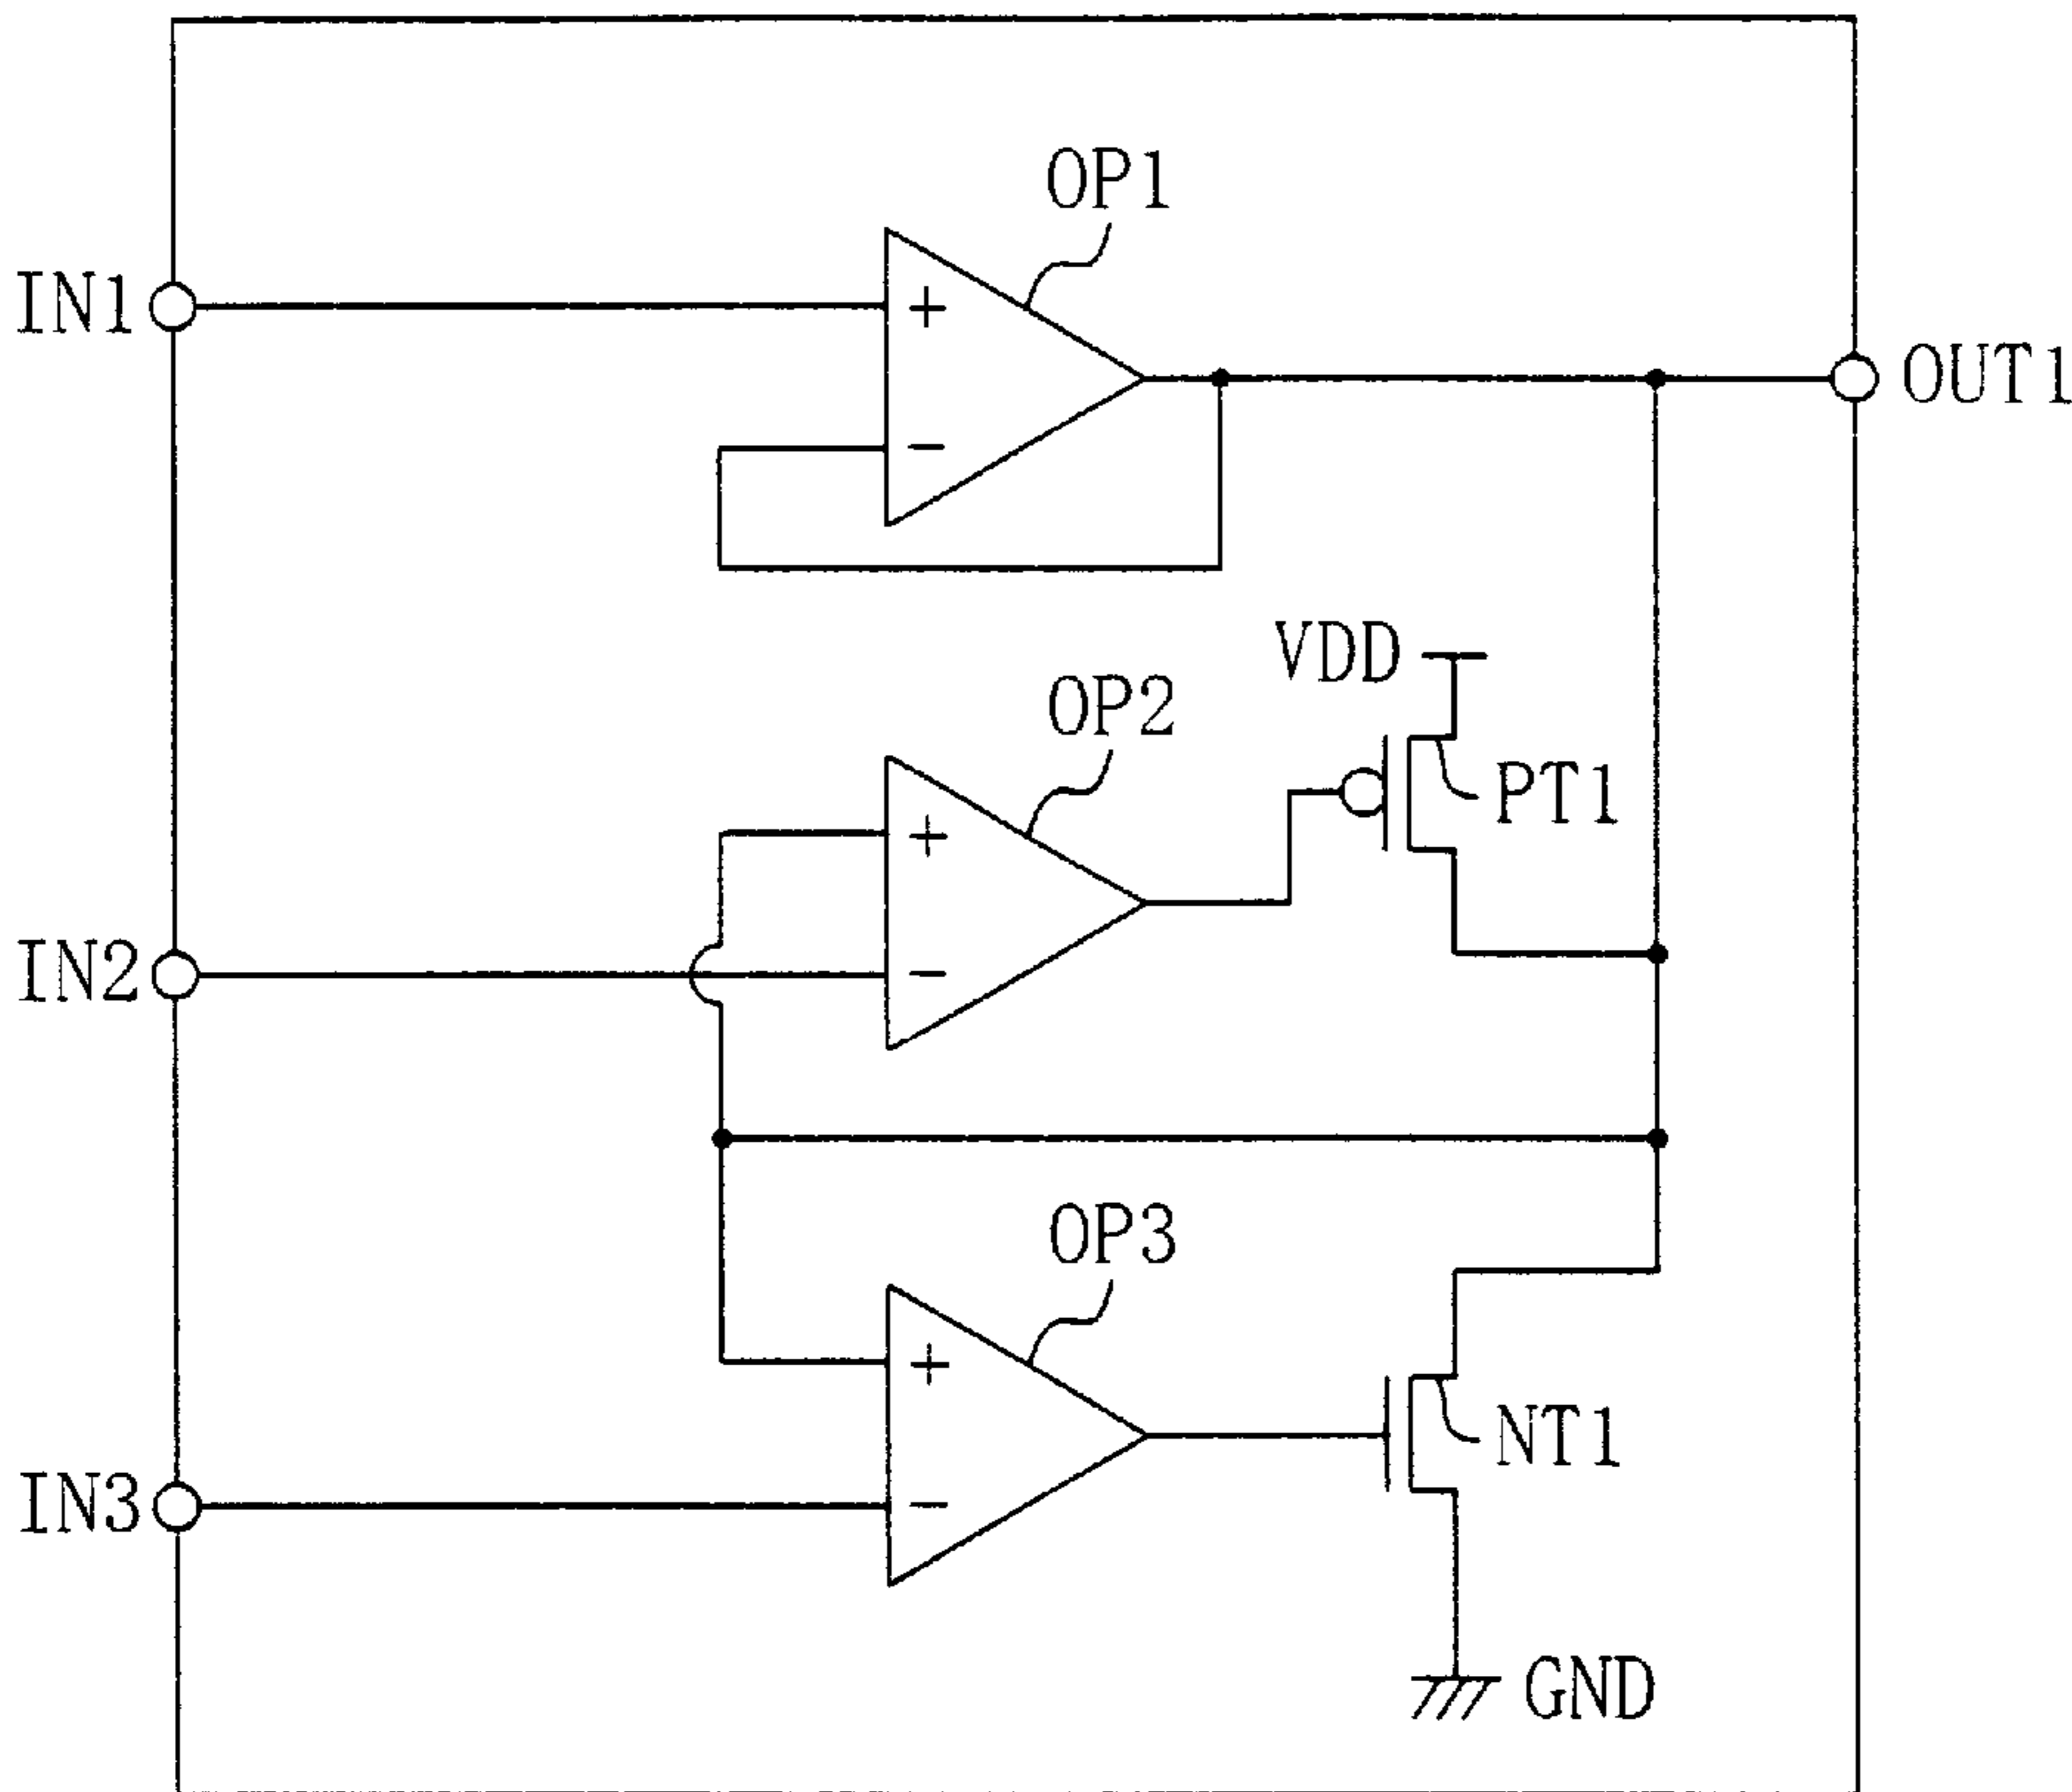 OP1
+
IN1
OUT1
−
VDD
OP2
PT1
+
IN2
−
OP3
+
NT1
IN3
−
GND